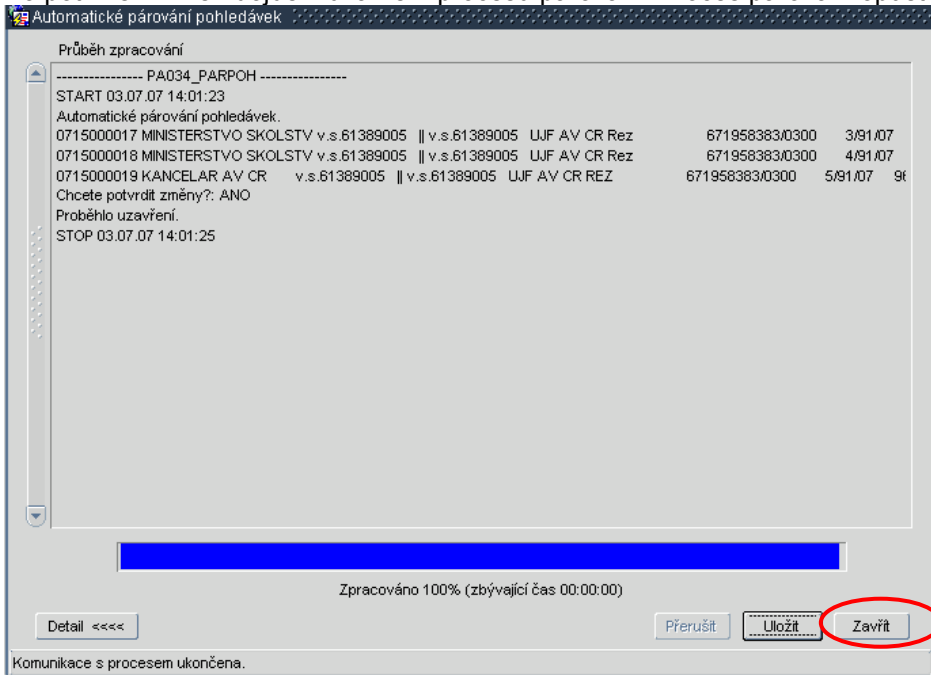 Automatické párování pohledávek
Průběh zpracování
---------------- PA034_PARPOH ----------------
START 03.07.07 14:01:23
Automatické párování pohledávek.
0715000017 MINISTERSTVO SKOLSTV v.s.61389005 || v.s.61389005 UJF AV CR Rez 671958383/0300 3/91/07
0715000018 MINISTERSTVO SKOLSTV v.s.61389005 || v.s.61389005 UJF AV CR Rez 671958383/0300 4/91/07
0715000019 KANCELAR AV CR v.s.61389005 || v.s.61389005 UJF AV CR REZ 671958383/0300 5/91/07
Chcete potvrdit změny?: ANO
Proběhlo uzavření.
STOP 03.07.07 14:01:25
Zpracováno 100% (zbývající čas 00:00:00)
Detail <<<< Přerušit Uložit Zavřít
Komunikace s procesem ukončena.